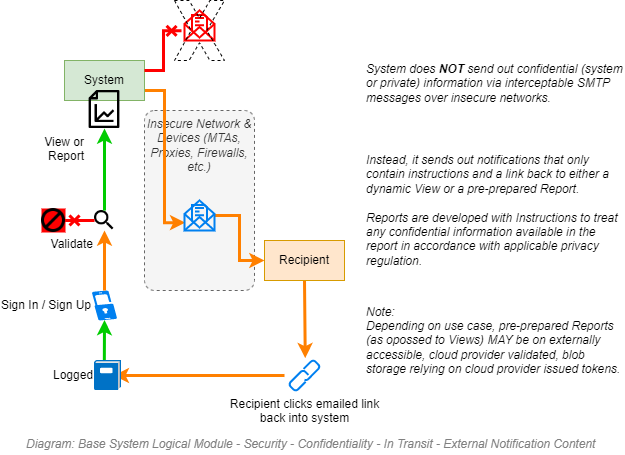 System
View or
Report
Insecure Network &
Devices (MTAs,
Proxies, Firewalls,
etc.)
Validate
Recipient
Sign In / Sign Up
Logged
Recipient clicks emailed link
back into system
System does NOT send out confidential (system
or private) information via interceptable SMTP
messages over insecure networks.
Instead, it sends out notifications that only
contain instructions and a link back to either a
dynamic View or a pre-prepared Report.
Reports are developed with Instructions to treat
any confidential information available in the
report in accordance with applicable privacy
regulation.
Note:
Depending on use case, pre-prepared Reports
(as opossed to Views) MAY be on externally
accessible, cloud provider validated, blob
storage relying on cloud provider issued tokens.
Diagram: Base System Logical Module - Security - Confidentiality - In Transit - External Notification Content